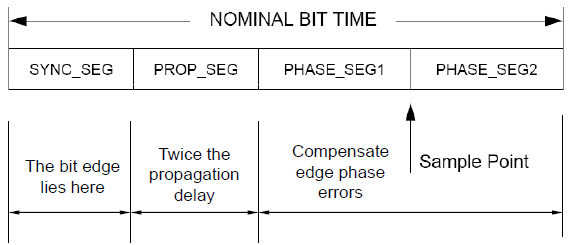 NOMINAL BIT TIME
SYNC_SEG PROP_SEG PHASE_SEG1 PHASE_SEG2
The bit edge
lies here
Twice the
propagation
delay
Compensate
edge phase
errors
Sample Point